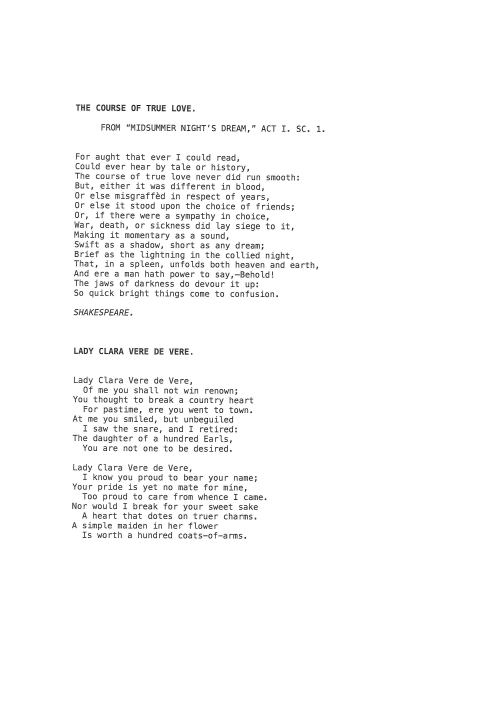 THE COURSE OF TRUE LOVE.
FROM “MIDSUMMER NIGHT’S DREAM,” ACT I. SC. 1.
For aught that ever I could read,
Could ever hear by tale or history,
The course of true love never did run smooth:
But, either it was different in blood,
Or else misgraffèd in respect of years,
Or else it stood upon the choice of friends;
Or, if there were a sympathy in choice,
War, death, or sickness did lay siege to it,
Making it momentary as a sound,
Swift as a shadow, short as any dream;
Brief as the lightning in the collied night,
That, in a spleen, unfolds both heaven and earth,
And ere a man hath power to say,—Behold!
The jaws of darkness do devour it up:
So quick bright things come to confusion.
SHAKESPEARE.
LADY CLARA VERE DE VERE.
Lady Clara Vere de Vere,
Of me you shall not win renown;
You thought to break a country heart
For pastime, ere you went to town.
At me you smiled, but unbeguiled
I saw the snare, and I retired:
The daughter of a hundred Earls,
You are not one to be desired.
Lady Clara Vere de Vere,
I know you proud to bear your name;
Your pride is yet no mate for mine,
Too proud to care from whence I came.
Nor would I break for your sweet sake
A heart that dotes on truer charms.
A simple maiden in her flower
Is worth a hundred coats—of—arms.